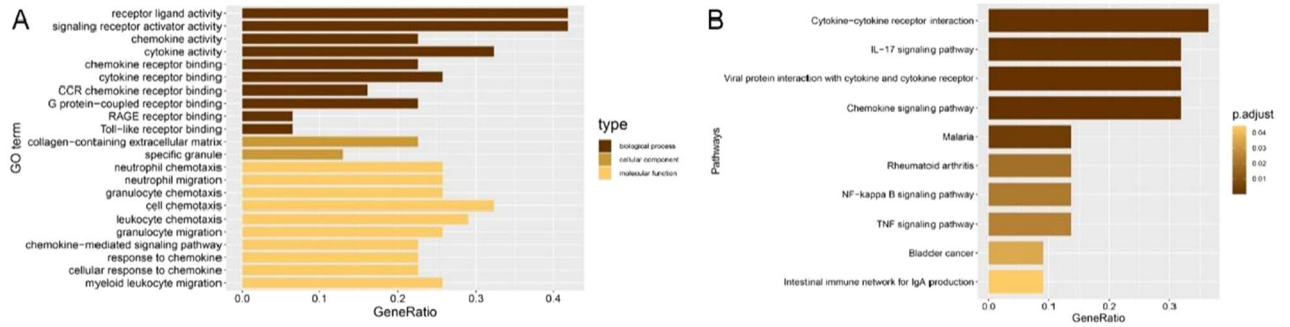 A
receptor ligand activity
signaling receptor activator activity
chemokine activity
cytokine activity
chemokine receptor binding
cytokine receptor binding
CCR chemokine receptor binding
G protein−coupled receptor binding
RAGE receptor binding
Toll−like receptor binding
collagen−containing extracellular matrix
specific granule
neutrophil chemotaxis
neutrophil migration
granulocyte chemotaxis
cell chemotaxis
leukocyte chemotaxis
granulocyte migration
chemokine−mediated signaling pathway
response to chemokine
cellular response to chemokine
myeloid leukocyte migration
GO term
0.0 0.1 0.2 0.3 0.4
GeneRatio
type
biological process
cellular component
molecular function
B
Cytokine−cytokine receptor interaction
IL−17 signaling pathway
Viral protein interaction with cytokine and cytokine receptor
Chemokine signaling pathway
Malaria
Rheumatoid arthritis
NF−kappa B signaling pathway
TNF signaling pathway
Bladder cancer
Intestinal immune network for IgA production
Pathways
0.0 0.1 0.2 0.3
GeneRatio
p.adjust
0.04
0.03
0.02
0.01